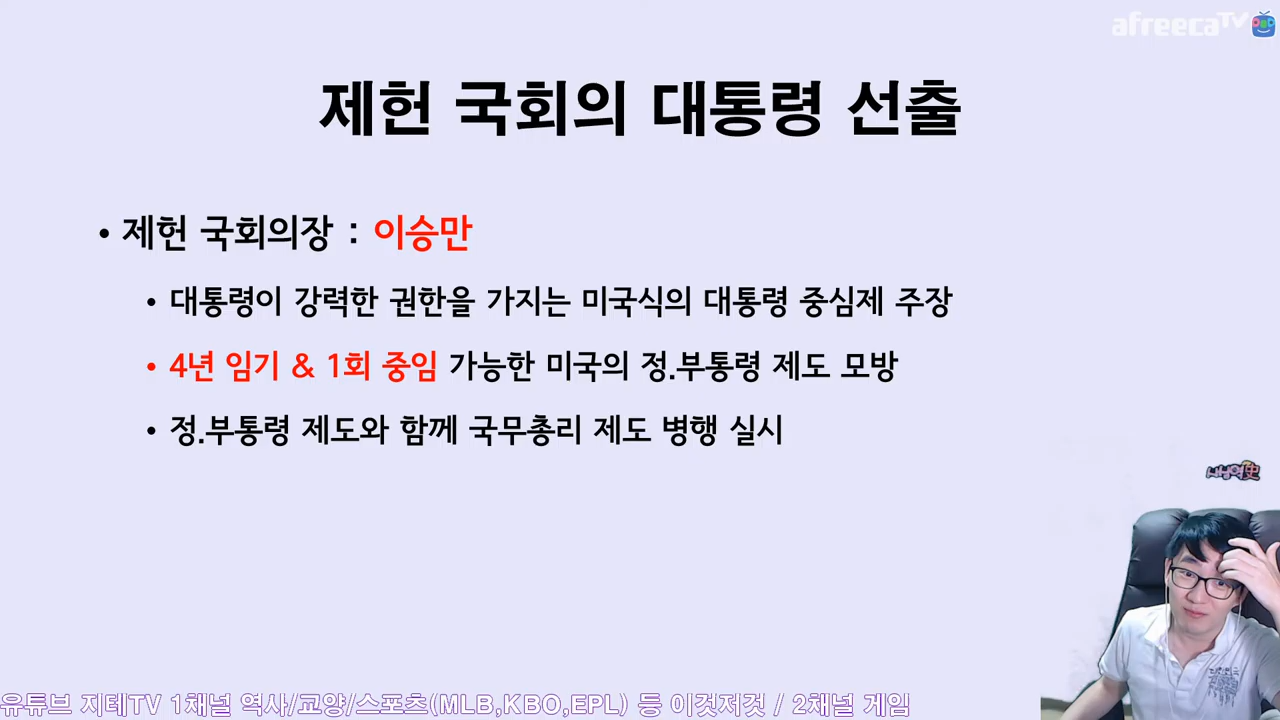 afreecaTV
제헌 국회의 대통령 선출
• 제헌 국회의장 : 이승만
• 대통령이 강력한 권한을 가지는 미국식의 대통령 중심제 주장
• 4년 임기 & 1회 중임 가능한 미국의 정.부통령 제도 모방
• 정.부통령 제도와 함께 국무총리 제도 병행 실시
유튜브 지테TV 1채널 역사/교양/스포츠(MLB,KBO,EPL) 등 이것저것 / 2채널 게임